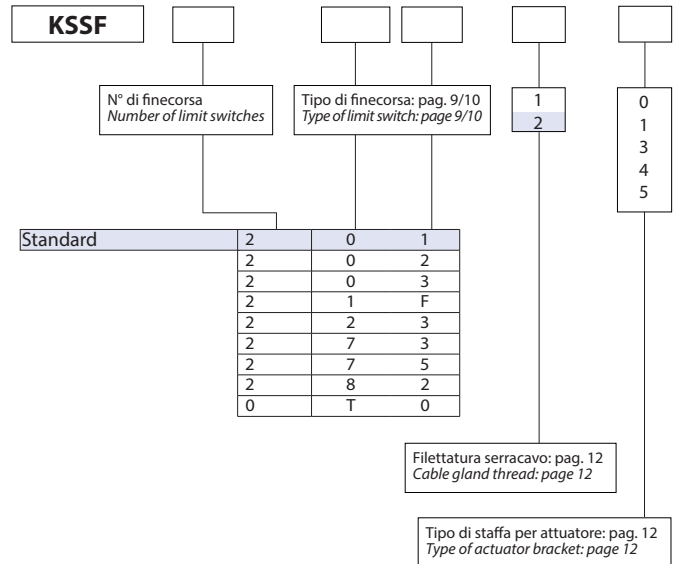 KSSF
N° di finecorsa
Number of limit switches
Tipo di finecorsa: pag. 9/10
Type of limit switch: page 9/10
1
2
0
1
3
4
5
Standard 2 0 1
2 0 2
2 0 3
2 1 F
2 2 3
2 7 3
2 7 5
2 8 2
0 T 0
Filettatura serracavo: pag. 12
Cable gland thread: page 12
Tipo di staffa per attuatore: pag. 12
Type of actuator bracket: page 12